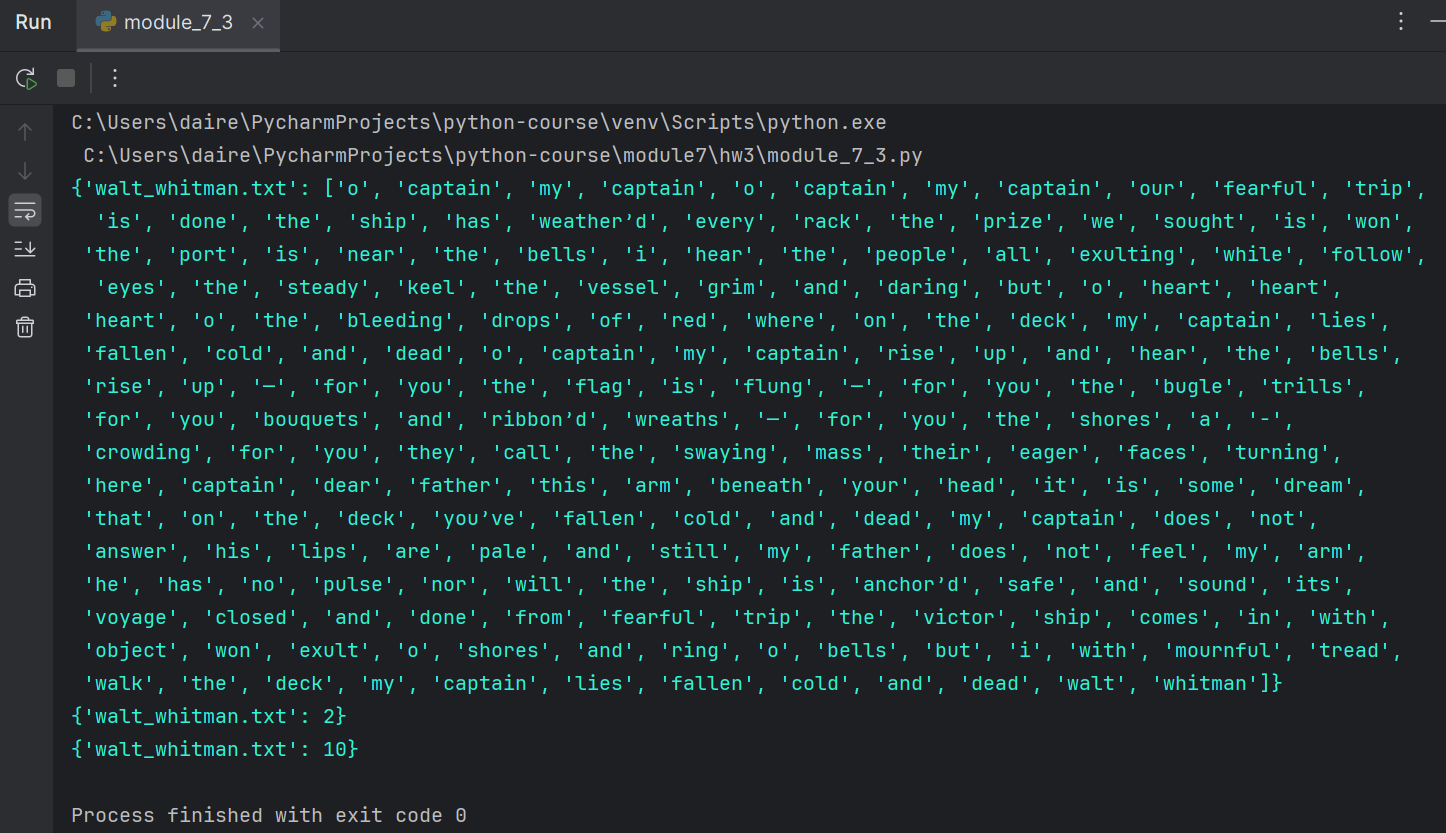 Run module_7_3
C:\Users\daire\PycharmProjects\python-course\venv\Scripts\python.exe
C:\Users\daire\PycharmProjects\python-course\module7\hw3\module_7_3.py
{'walt_whitman.txt': ['o', 'captain', 'my', 'captain', 'o', 'captain', 'my', 'captain', 'our', 'fearful', 'trip',
'is', 'done', 'the', 'ship', 'has', 'weather’d', 'every', 'rack', 'the', 'prize', 'we', 'sought', 'is', 'won',
'the', 'port', 'is', 'near', 'the', 'bells', 'i', 'hear', 'the', 'people', 'all', 'exulting', 'while', 'follow',
'eyes', 'the', 'steady', 'keel', 'the', 'vessel', 'grim', 'and', 'daring', 'but', 'o', 'heart', 'heart',
'heart', 'o', 'the', 'bleeding', 'drops', 'of', 'red', 'where', 'on', 'the', 'deck', 'my', 'captain', 'lies',
'fallen', 'cold', 'and', 'dead', 'o', 'captain', 'my', 'captain', 'rise', 'up', 'and', 'hear', 'the', 'bells',
'rise', 'up', '—', 'for', 'you', 'the', 'flag', 'is', 'flung', '—', 'for', 'you', 'the', 'bugle', 'trills',
'for', 'you', 'bouquets', 'and', 'ribbon’d', 'wreaths', '—', 'for', 'you', 'the', 'shores', 'a', '-',
'crowding', 'for', 'you', 'they', 'call', 'the', 'swaying', 'mass', 'their', 'eager', 'faces', 'turning',
'here', 'captain', 'dear', 'father', 'this', 'arm', 'beneath', 'your', 'head', 'it', 'is', 'some', 'dream',
'that', 'on', 'the', 'deck', 'you’ve', 'fallen', 'cold', 'and', 'dead', 'my', 'captain', 'does', 'not',
'answer', 'his', 'lips', 'are', 'pale', 'and', 'still', 'my', 'father', 'does', 'not', 'feel', 'my', 'arm',
'he', 'has', 'no', 'pulse', 'nor', 'will', 'the', 'ship', 'is', 'anchor’d', 'safe', 'and', 'sound', 'its',
'voyage', 'closed', 'and', 'done', 'from', 'fearful', 'trip', 'the', 'victor', 'ship', 'comes', 'in', 'with',
'object', 'won', 'exult', 'o', 'shores', 'and', 'ring', 'o', 'bells', 'but', 'i', 'with', 'mournful', 'tread',
'walk', 'the', 'deck', 'my', 'captain', 'lies', 'fallen', 'cold', 'and', 'dead', 'walt', 'whitman']}
{'walt_whitman.txt': 2}
{'walt_whitman.txt': 10}
Process finished with exit code 0